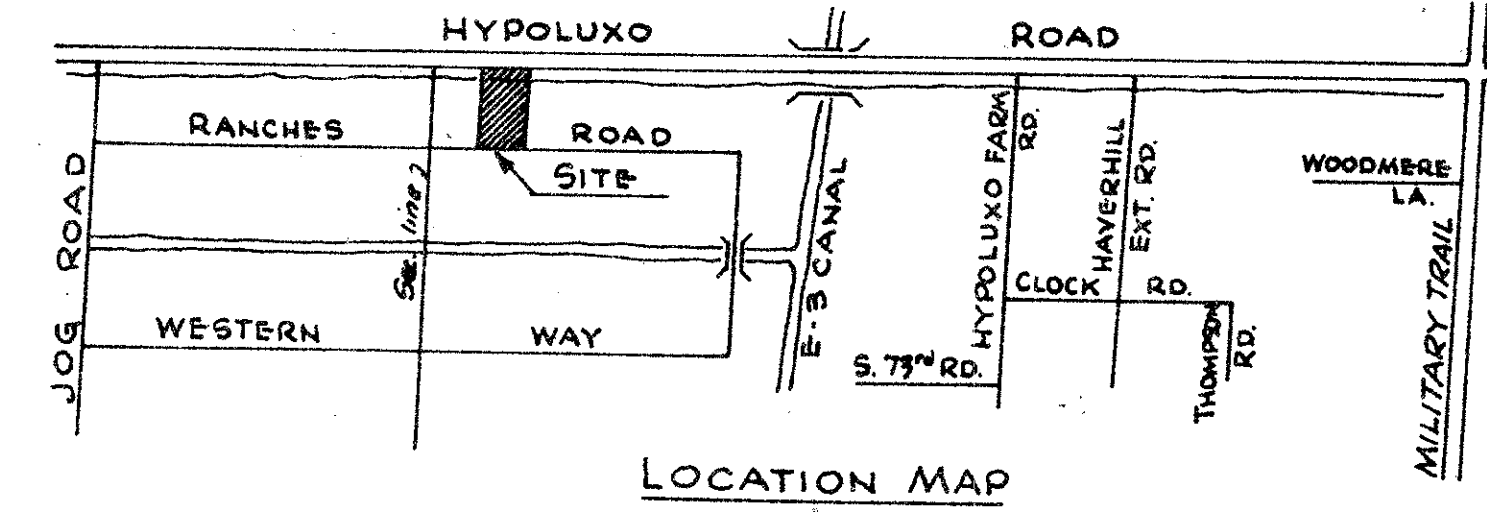 HYPOLUXO ROAD
RANCHES ROAD
SITE
JOG ROAD
Sec. line
WESTERN WAY
E-3 CANAL
HYPOLUXO FARM
RD.
HAVERHILL
EXT. RD.
CLOCK RD.
S. 73rd RD.
THOMPSON
RD.
WOODMERE
LA.
MILITARY TRAIL
LOCATION MAP